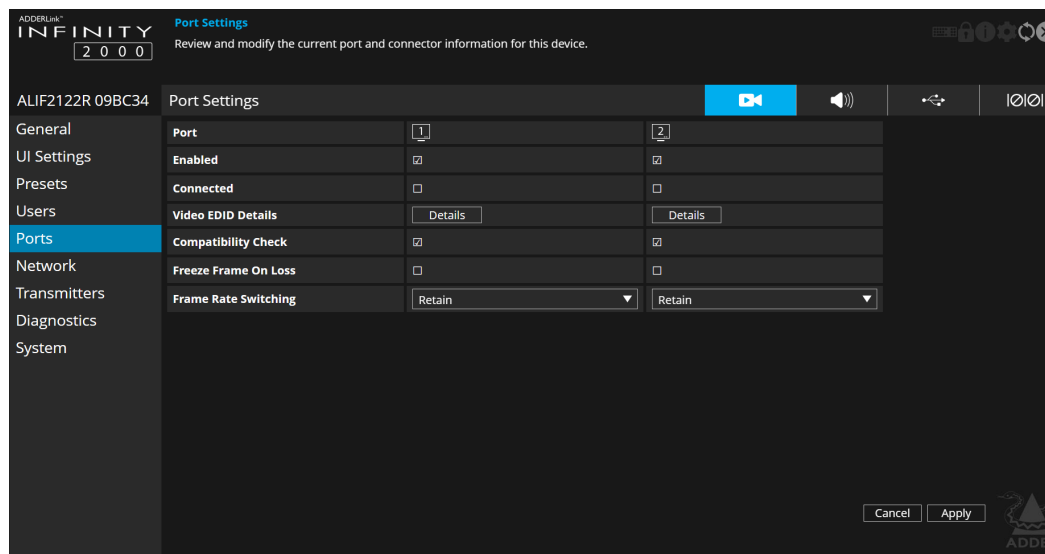 ADDERLink™
INFINITY
2000
Port Settings
Review and modify the current port and connector information for this device.
ALIF2122R 09BC34
Port Settings
General
UI Settings
Presets
Users
Ports
Network
Transmitters
Diagnostics
System
Port 1 2
Enabled
Connected
Video EDID Details Details Details
Compatibility Check
Freeze Frame On Loss
Frame Rate Switching Retain Retain
Cancel Apply